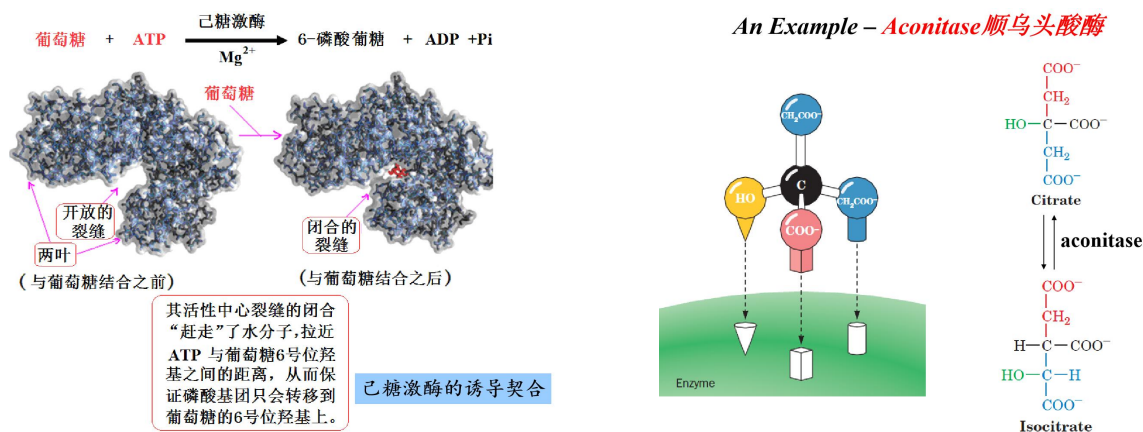 己糖激酶
葡萄糖 + ATP
6-磷酸葡糖 + ADP +Pi
Mg²⁺
葡萄糖
开放的
裂缝
两叶
闭合的
裂缝
(与葡萄糖结合之前)
(与葡萄糖结合之后)
其活性中心裂缝的闭合
“赶走”了水分子,拉近
ATP 与葡萄糖6号位羟
基之间的距离，从而保
证磷酸基团只会转移到
葡萄糖的6号位羟基上。
己糖激酶的诱导契合
An Example – Aconitase顺乌头酸酶
CH₂COO⁻
C
HO
CH₂COO⁻
COO⁻
Enzyme
COO⁻
CH₂
HO—C—COO⁻
CH₂
COO⁻
Citrate
aconitase
COO⁻
CH₂
H—C—COO⁻
HO—C—H
COO⁻
Isocitrate